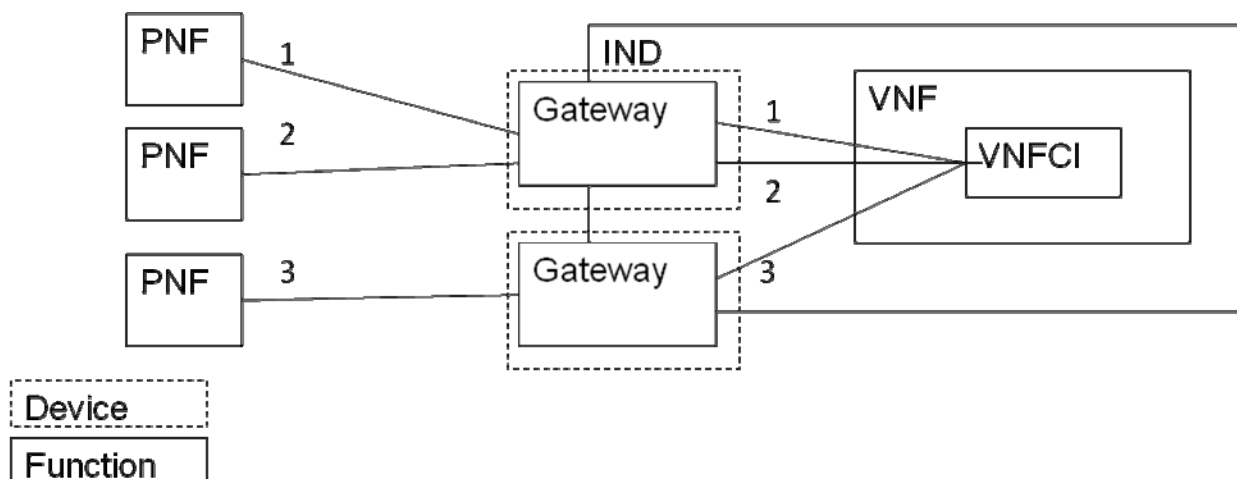 PNF
1
IND
Gateway
1
VNF
VNFCI
PNF
2
2
PNF
3
Gateway
3
Device
Function